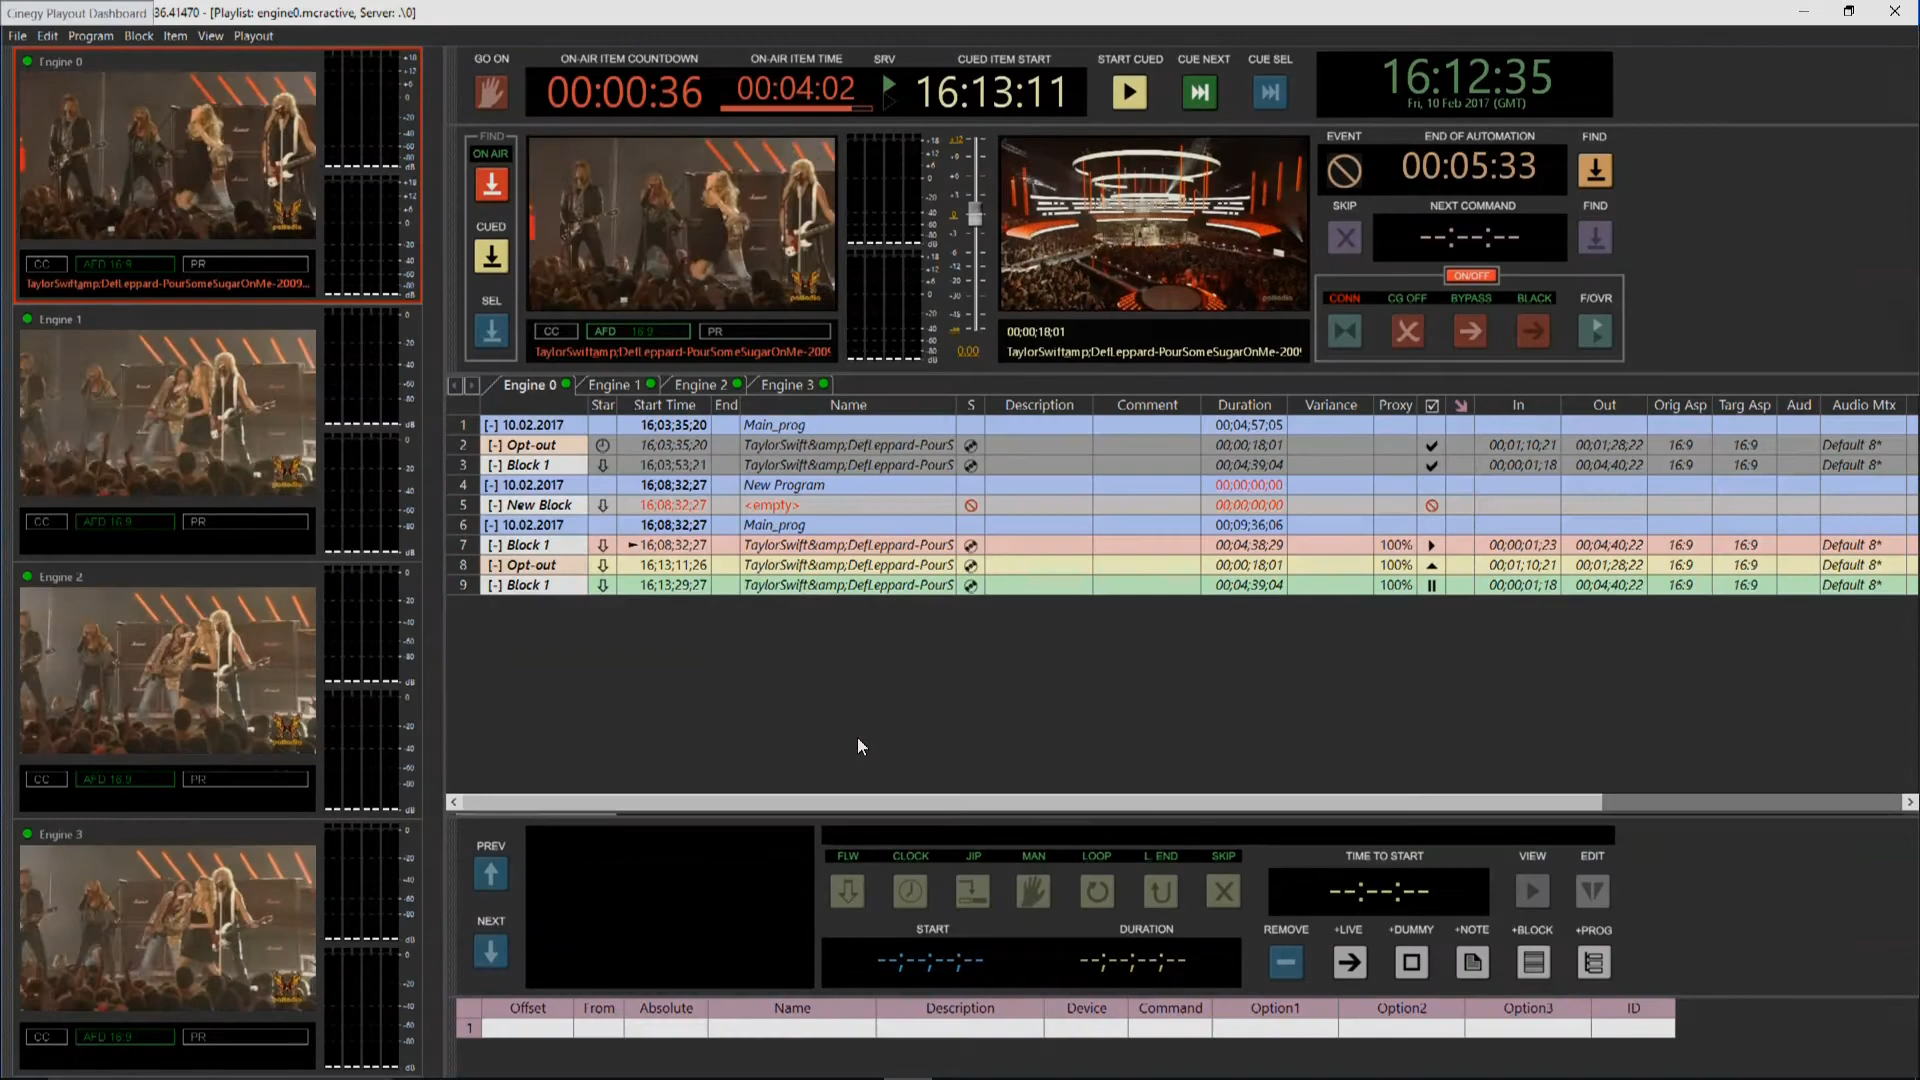 Cinegy Playout Dashboard 36.41470 - [Playlist: engine0.mcractive, Server: .\0]
File Edit Program Block Item View Playout
Engine 0
CC AFD 16:9 PR
TaylorSwift&amp;DefLeppard-PourSomeSugarOnMe-2009...
Engine 1
CC AFD 16:9 PR
Engine 2
CC AFD 16:9 PR
Engine 3
CC AFD 16:9 PR
GO ON ON-AIR ITEM COUNTDOWN ON-AIR ITEM TIME SRV CUED ITEM START START CUED CUE NEXT CUE SEL
00:00:36 00:04:02 16:13:11 16:12:35
Fri, 10 Feb 2017 (GMT)
FIND
ON AIR
CUED
SEL
CC AFD 16:9 PR
TaylorSwiftamp;DefLeppard-PourSomeSugarOnMe-2009
0.00
palladia
00;00;18;01
TaylorSwiftamp;DefLeppard-PourSomeSugarOnMe-200
EVENT END OF AUTOMATION FIND
00:05:33
SKIP NEXT COMMAND FIND
--:--:--
ON/OFF
CONN CG OFF BYPASS BLACK F/OVR
Engine 0 Engine 1 Engine 2 Engine 3
Star Start Time End Name S Description Comment Duration Variance Proxy In Out Orig Asp Targ Asp Aud Audio Mtx
1 [-] 10.02.2017 16;03;35;20 Main_prog 00;04;57;05
2 [-] Opt-out 16;03;35;20 TaylorSwift&amp;DefLeppard-PourS 00;00;18;01 00;01;10;21 00;01;28;22 16:9 16:9 Default 8*
3 [-] Block 1 16;03;53;21 TaylorSwift&amp;DefLeppard-PourS 00;04;39;04 00;00;01;18 00;04;40;22 16:9 16:9 Default 8*
4 [-] 10.02.2017 16;08;32;27 New Program 00;00;00;00
5 [-] New Block 16;08;32;27 <empty> 00;00;00;00
6 [-] 10.02.2017 16;08;32;27 Main_prog 00;09;36;06
7 [-] Block 1 16;08;32;27 TaylorSwift&amp;DefLeppard-PourS 00;04;38;29 100% 00;00;01;23 00;04;40;22 16:9 16:9 Default 8*
8 [-] Opt-out 16;13;11;26 TaylorSwift&amp;DefLeppard-PourS 00;00;18;01 100% 00;01;10;21 00;01;28;22 16:9 16:9 Default 8*
9 [-] Block 1 16;13;29;27 TaylorSwift&amp;DefLeppard-PourS 00;04;39;04 100% 00;00;01;18 00;04;40;22 16:9 16:9 Default 8*
PREV
NEXT
FLW CLOCK JIP MAN LOOP L. END SKIP TIME TO START VIEW EDIT
--:--:--
START DURATION REMOVE +LIVE +DUMMY +NOTE +BLOCK +PROG
--;--;--;-- --;--;--;--
Offset From Absolute Name Description Device Command Option1 Option2 Option3 ID
1